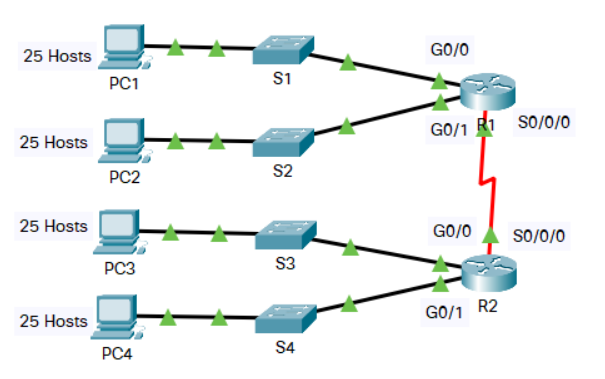 25 Hosts
PC1
S1
G0/0
R1
S0/0/0
25 Hosts
PC2
S2
G0/1
25 Hosts
PC3
S3
G0/0
S0/0/0
R2
25 Hosts
PC4
S4
G0/1